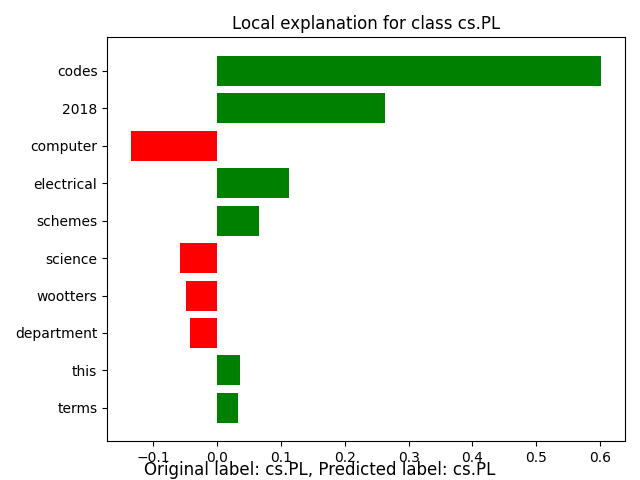 Local explanation for class cs.PL
codes
2018
computer
electrical
schemes
science
wootters
department
this
terms
−0.1 0.0 0.1 0.2 0.3 0.4 0.5 0.6
Original label: cs.PL, Predicted label: cs.PL